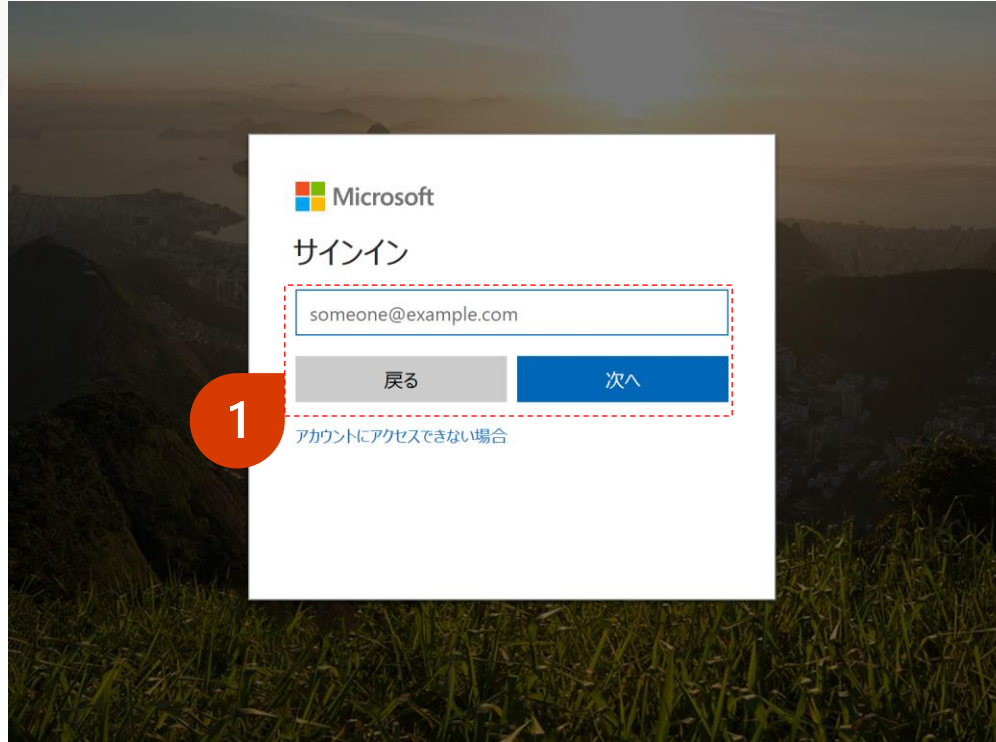 Microsoft
サインイン
someone@example.com
戻る 次へ
1
アカウントにアクセスできない場合